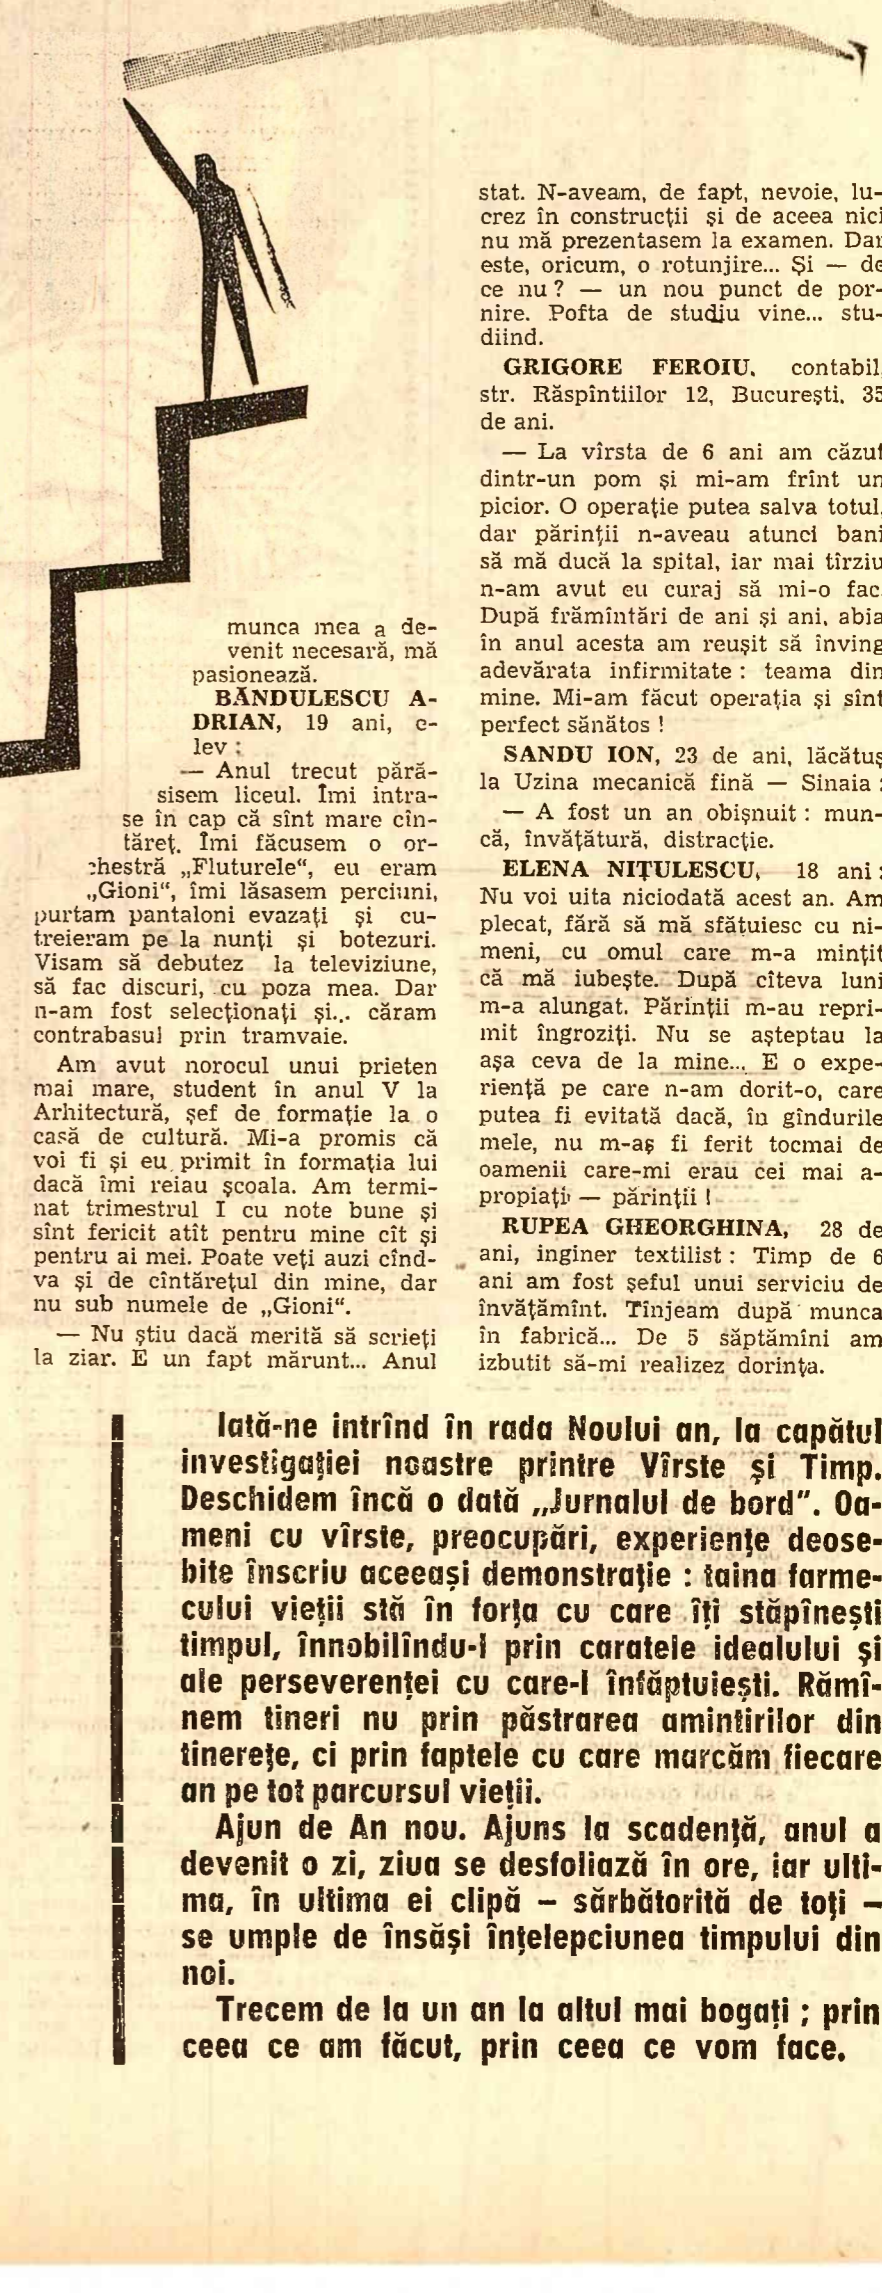 munca mea a de-
venit necesară, mă
pasionează.
BĂNDULESCU A-
DRIAN, 19 ani, e-
lev :
— Anul trecut pără-
sisem liceul. Îmi intra-
se în cap că sînt mare cîn-
tăreț. Îmi făcusem o or-
chestră „Fluturele“, eu eram
„Gioni“, îmi lăsasem perciuni,
purtam pantaloni evazați și cu-
treieram pe la nunți și botezuri.
Visam să debutez la televiziune,
să fac discuri, cu poza mea. Dar
n-am fost selecționați și... căram
contrabasul prin tramvaie.
Am avut norocul unui prieten
mai mare, student în anul V la
Arhitectură, șef de formație la o
casă de cultură. Mi-a promis că
voi fi și eu primit în formația lui
dacă îmi reiau școala. Am termi-
nat trimestrul I cu note bune și
sînt fericit atît pentru mine cît și
pentru ai mei. Poate veți auzi cînd-
va și de cîntărețul din mine, dar
nu sub numele de „Gioni“.
— Nu știu dacă merită să scrieți
la ziar. E un fapt mărunt... Anul
stat. N-aveam, de fapt, nevoie, lu-
crez în construcții și de aceea nici
nu mă prezentasem la examen. Dar
este, oricum, o rotunjire... Și — de
ce nu ? — un nou punct de por-
nire. Pofta de studiu vine... stu-
diind.
GRIGORE FEROIU, contabil,
str. Răspîntiilor 12, București, 35
de ani.
— La vîrsta de 6 ani am căzut
dintr-un pom și mi-am frînt un
picior. O operație putea salva totul,
dar părinții n-aveau atunci bani
să mă ducă la spital, iar mai tîrziu
n-am avut eu curaj să mi-o fac.
După frămîntări de ani și ani, abia
în anul acesta am reușit să înving
adevărata infirmitate : teama din
mine. Mi-am făcut operația și sînt
perfect sănătos !
SANDU ION, 23 de ani, lăcătuș
la Uzina mecanică fină — Sinaia :
— A fost un an obișnuit : mun-
că, învățătură, distracție.
ELENA NIȚULESCU, 18 ani :
Nu voi uita niciodată acest an. Am
plecat, fără să mă sfătuiesc cu ni-
meni, cu omul care m-a mințit
că mă iubește. După cîteva luni
m-a alungat. Părinții m-au repri-
mit îngroziți. Nu se așteptau la
așa ceva de la mine... E o expe-
riență pe care n-am dorit-o, care
putea fi evitată dacă, în gîndurile
mele, nu m-aș fi ferit tocmai de
oamenii care-mi erau cei mai a-
propiați — părinții !
RUPEA GHEORGHINA, 28 de
ani, inginer textilist : Timp de 6
ani am fost șeful unui serviciu de
învățămînt. Tînjeam după munca
în fabrică... De 5 săptămîni am
izbutit să-mi realizez dorința.
Iată-ne intrînd în rada Noului an, la capătul
investigației noastre printre Vîrste și Timp.
Deschidem încă o dată „Jurnalul de bord”. Oa-
meni cu vîrste, preocupări, experiențe deose-
bite înscriu aceeași demonstrație : taina farme-
cului vieții stă în forța cu care îți stăpînești
timpul, înnobilîndu-l prin caratele idealului și
ale perseverenței cu care-l înfăptuiești. Rămî-
nem tineri nu prin păstrarea amintirilor din
tinerețe, ci prin faptele cu care marcăm fiecare
an pe tot parcursul vieții.
Ajun de An nou. Ajuns la scadență, anul a
devenit o zi, ziua se desfoliază în ore, iar ulti-
ma, în ultima ei clipă – sărbătorită de toți –
se umple de însăși înțelepciunea timpului din
noi.
Trecem de la un an la altul mai bogați ; prin
ceea ce am făcut, prin ceea ce vom face.